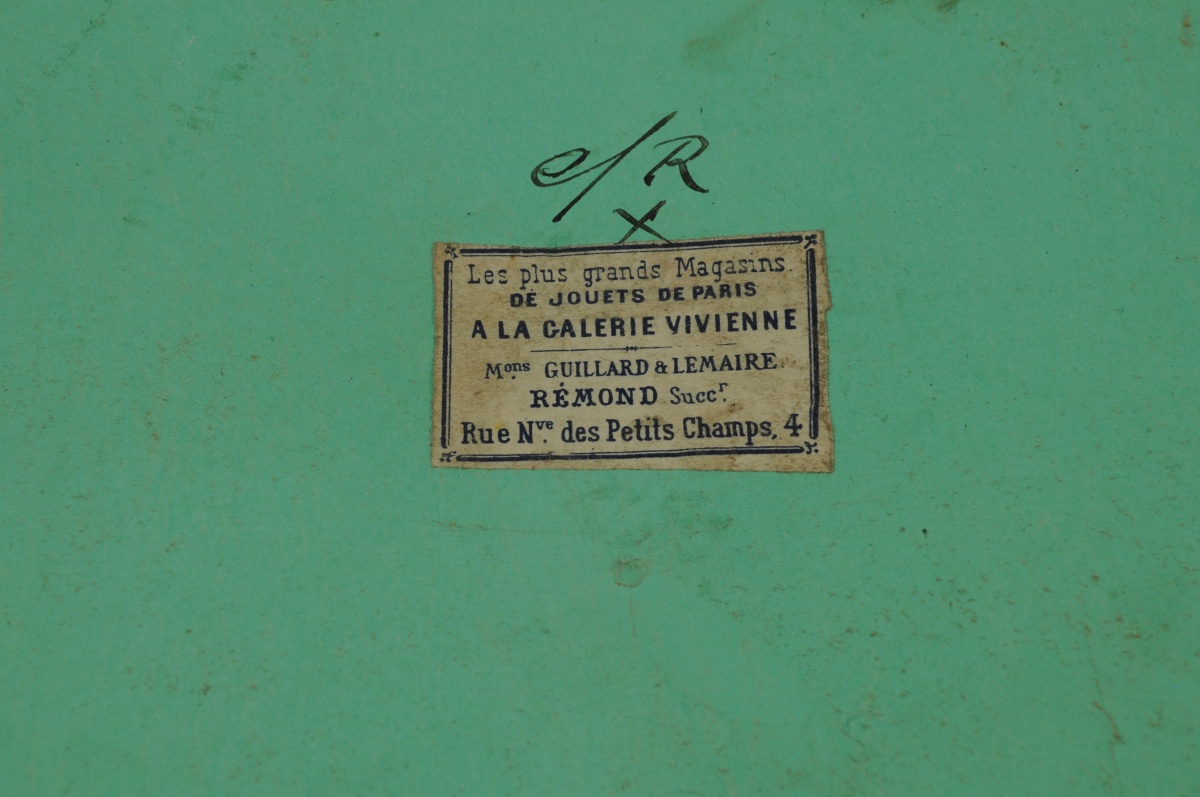 c/R
X
Les plus grands Magasins.
DE JOUETS DE PARIS
A LA GALERIE VIVIENNE
Mons GUILLARD & LEMAIRE
RÉMOND Succr.
Rue Nve. des Petits Champs, 4